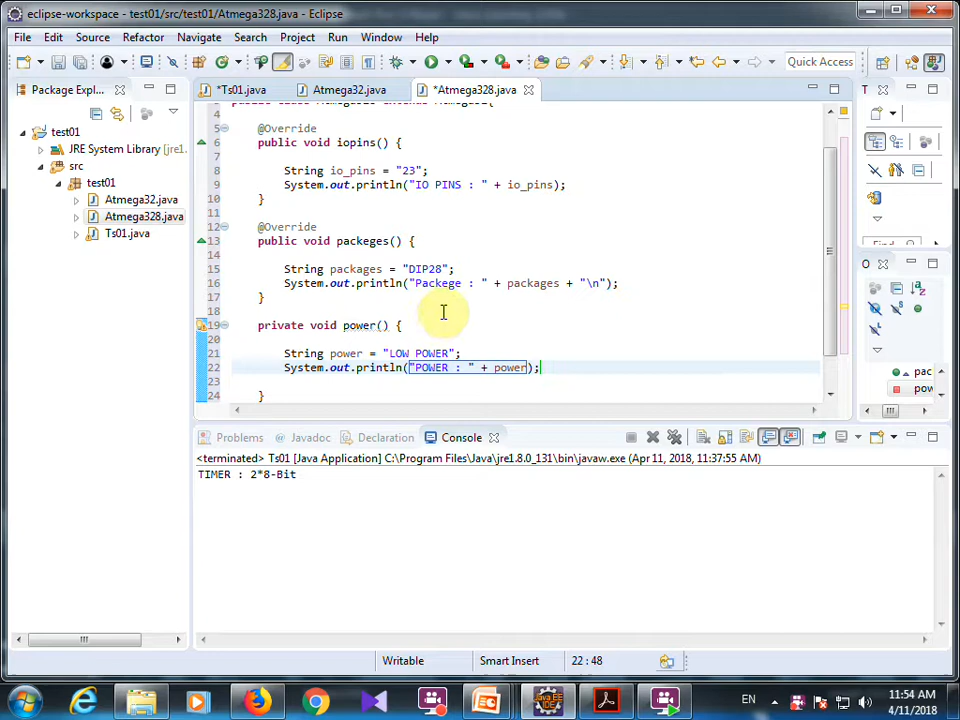 eclipse-workspace - test01/src/test01/Atmega328.java - Eclipse
File Edit Source Refactor Navigate Search Project Run Window Help
Quick Access
Package Expl...
*Ts01.java
Atmega32.java
*Atmega328.java
T
test01
JRE System Library [jre1.
src
test01
Atmega32.java
Atmega328.java
Ts01.java
4
5 @Override
6 public void iopins() {
7
8 String io_pins = "23";
9 System.out.println("IO PINS : " + io_pins);
10 }
11
12 @Override
13 public void packeges() {
14
15 String packages = "DIP28";
16 System.out.println("Packege : " + packages + "\n");
17 }
18
19 private void power() {
20
21 String power = "LOW POWER";
22 System.out.println("POWER : " + power);
23
24 }
Find
O
pac
pow
Problems
Javadoc
Declaration
Console
<terminated> Ts01 [Java Application] C:\Program Files\Java\jre1.8.0_131\bin\javaw.exe (Apr 11, 2018, 11:37:55 AM)
TIMER : 2*8-Bit
Writable
Smart Insert
22 : 48
EN
11:54 AM
4/11/2018